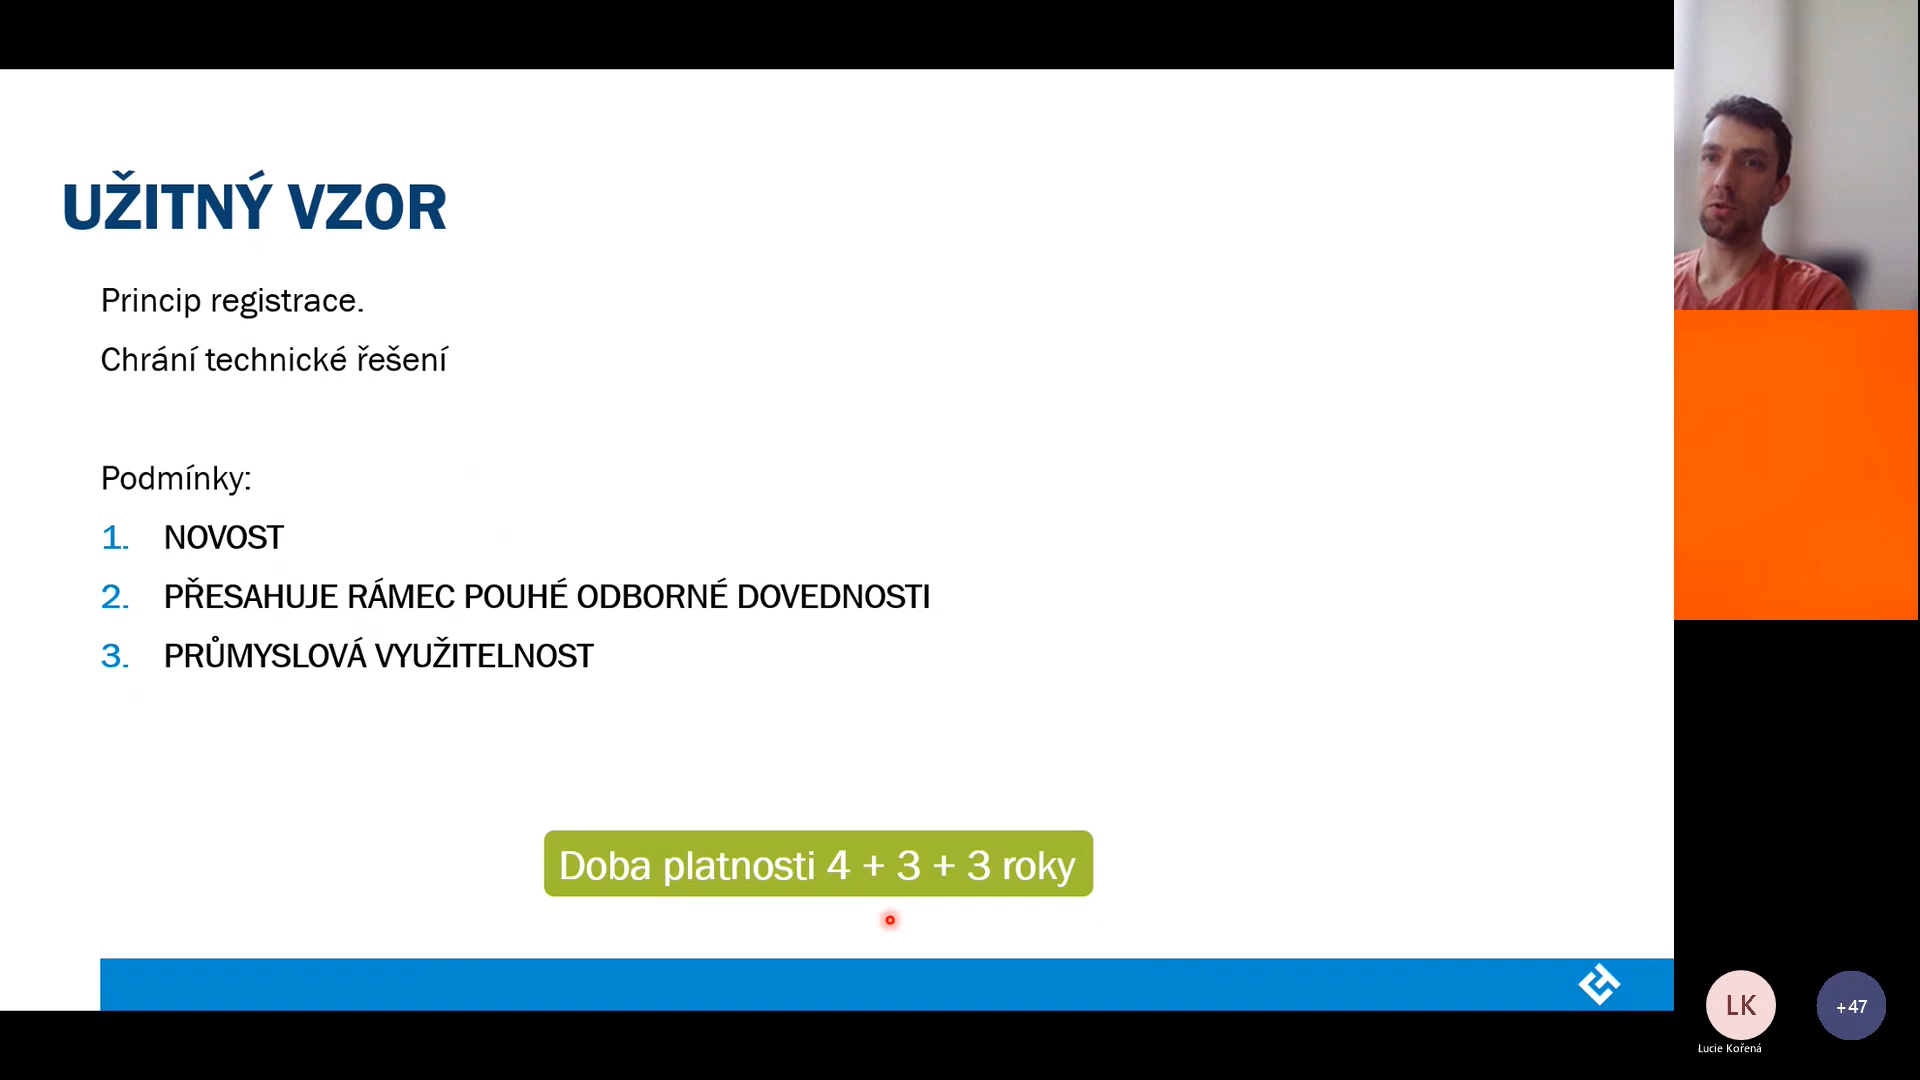 UŽITNÝ VZOR
Princip registrace.
Chrání technické řešení
Podmínky:
1. NOVOST
2. PŘESAHUJE RÁMEC POUHÉ ODBORNÉ DOVEDNOSTI
3. PRŮMYSLOVÁ VYUŽITELNOST
Doba platnosti 4 + 3 + 3 roky
LK
+47
Lucie Kořená